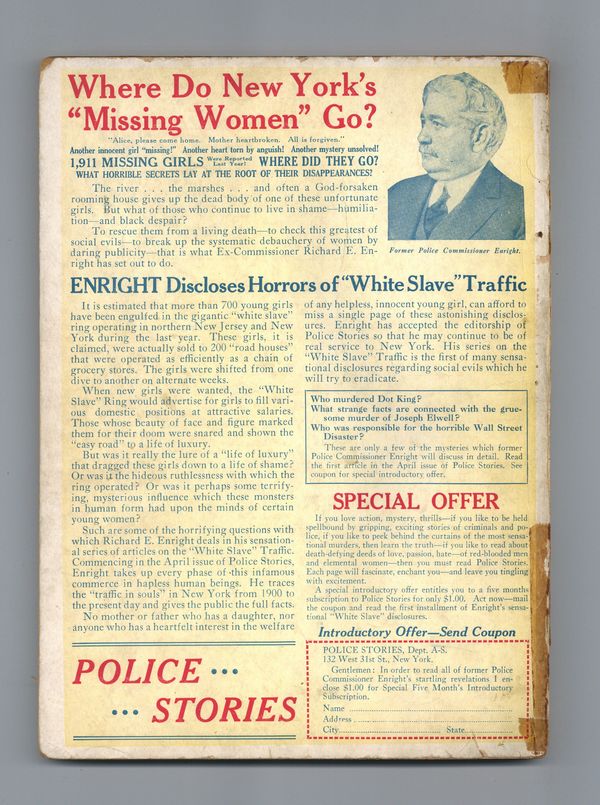 Where Do New York's
"Missing Women" Go?
"Alice, please come home. Mother heartbroken. All is forgiven."
Another innocent girl "missing!" Another heart torn by anguish! Another mystery unsolved!
1,911 MISSING GIRLS Were Reported Last Year! WHERE DID THEY GO?
WHAT HORRIBLE SECRETS LAY AT THE ROOT OF THEIR DISAPPEARANCES?
The river . . . the marshes . . . and often a God-forsaken
rooming house gives up the dead body of one of these unfortunate
girls. But what of those who continue to live in shame—humilia-
tion—and black despair?
To rescue them from a living death—to check this greatest of
social evils—to break up the systematic debauchery of women by
daring publicity—that is what Ex-Commissioner Richard E. En-
right has set out to do.
Former Police Commissioner Enright.
ENRIGHT Discloses Horrors of "White Slave" Traffic
It is estimated that more than 700 young girls
have been engulfed in the gigantic "white slave"
ring operating in northern New Jersey and New
York during the last year. These girls, it is
claimed, were actually sold to 200 "road houses"
that were operated as efficiently as a chain of
grocery stores. The girls were shifted from one
dive to another on alternate weeks.
When new girls were wanted, the "White
Slave" Ring would advertise for girls to fill vari-
ous domestic positions at attractive salaries.
Those whose beauty of face and figure marked
them for their doom were snared and shown the
"easy road" to a life of luxury.
But was it really the lure of a "life of luxury"
that dragged these girls down to a life of shame?
Or was it the hideous ruthlessness with which the
ring operated? Or was it perhaps some terrify-
ing, mysterious influence which these monsters
in human form had upon the minds of certain
young women?
Such are some of the horrifying questions with
which Richard E. Enright deals in his sensation-
al series of articles on the "White Slave" Traffic.
Commencing in the April issue of Police Stories,
Enright takes up every phase of this infamous
commerce in hapless human beings. He traces
the "traffic in souls" in New York from 1900 to
the present day and gives the public the full facts.
No mother or father who has a daughter, nor
anyone who has a heartfelt interest in the welfare
of any helpless, innocent young girl, can afford to
miss a single page of these astonishing disclos-
ures. Enright has accepted the editorship of
Police Stories so that he may continue to be of
real service to New York. His series on the
"White Slave" Traffic is the first of many sensa-
tional disclosures regarding social evils which he
will try to eradicate.
Who murdered Dot King?
What strange facts are connected with the grue-
some murder of Joseph Elwell?
Who was responsible for the horrible Wall Street
Disaster?
These are only a few of the mysteries which former
Police Commissioner Enright will discuss in detail. Read
the first article in the April issue of Police Stories. See
coupon for special introductory offer.
SPECIAL OFFER
If you love action, mystery, thrills—if you like to be held
spellbound by gripping, exciting stories of criminals and po-
lice, if you like to peek behind the curtains of the most sensa-
tional murders, then learn the truth—if you like to read about
death-defying deeds of love, passion, hate—of red-blooded men
and elemental women—then you must read Police Stories.
Each page will fascinate, enchant you—and leave you tingling
with excitement.
A special introductory offer entitles you to a five months
subscription to Police Stories for only $1.00. Act now—mail
the coupon and read the first installment of Enright's sensa-
tional "White Slave" disclosures.
Introductory Offer—Send Coupon
POLICE STORIES, Dept. A-S.
132 West 31st St., New York.
Gentlemen: In order to read all of former Police
Commissioner Enright's startling revelations I en-
close $1.00 for Special Five Month's Introductory
Subscription.
Name
Address
City State
POLICE ...
... STORIES